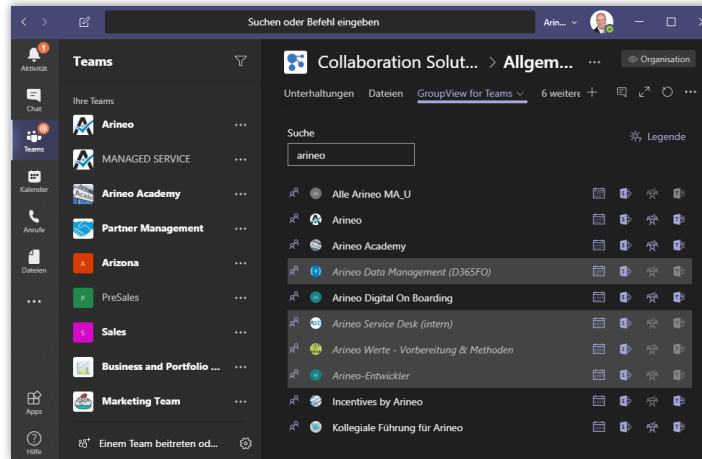 Suchen oder Befehl eingeben
Arin...
1
Aktivität
Chat
@
Teams
Kalender
Anrufe
Dateien
Apps
Hilfe
Teams
Ihre Teams
Arineo
MANAGED SERVICE
Arineo Academy
Partner Management
A
Arizona
P
PreSales
S
Sales
Business and Portfolio ...
Marketing Team
Einem Team beitreten od...
Collaboration Solut... > Allgem...
Organisation
Unterhaltungen
Dateien
GroupView for Teams
6 weitere
Suche
arineo
Legende
Alle Arineo MA_U
Arineo
Arineo Academy
Arineo Data Management (D365FO)
Arineo Digital On Boarding
Arineo Service Desk (intern)
Arineo Werte - Vorbereitung & Methoden
Arineo-Entwickler
Incentives by Arineo
Kollegiale Führung für Arineo